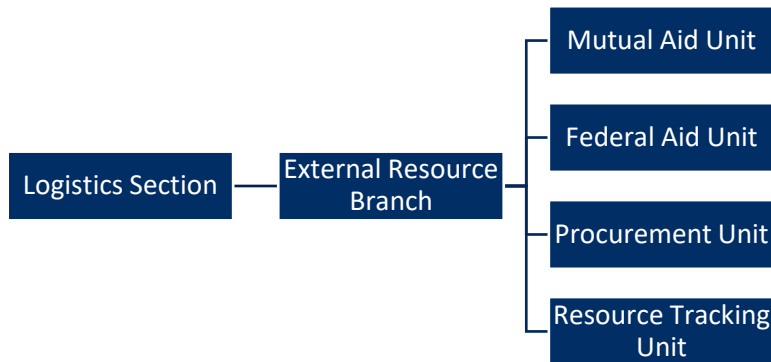 Mutual Aid Unit
Federal Aid Unit
Logistics Section
External Resource
Branch
Procurement Unit
Resource Tracking
Unit